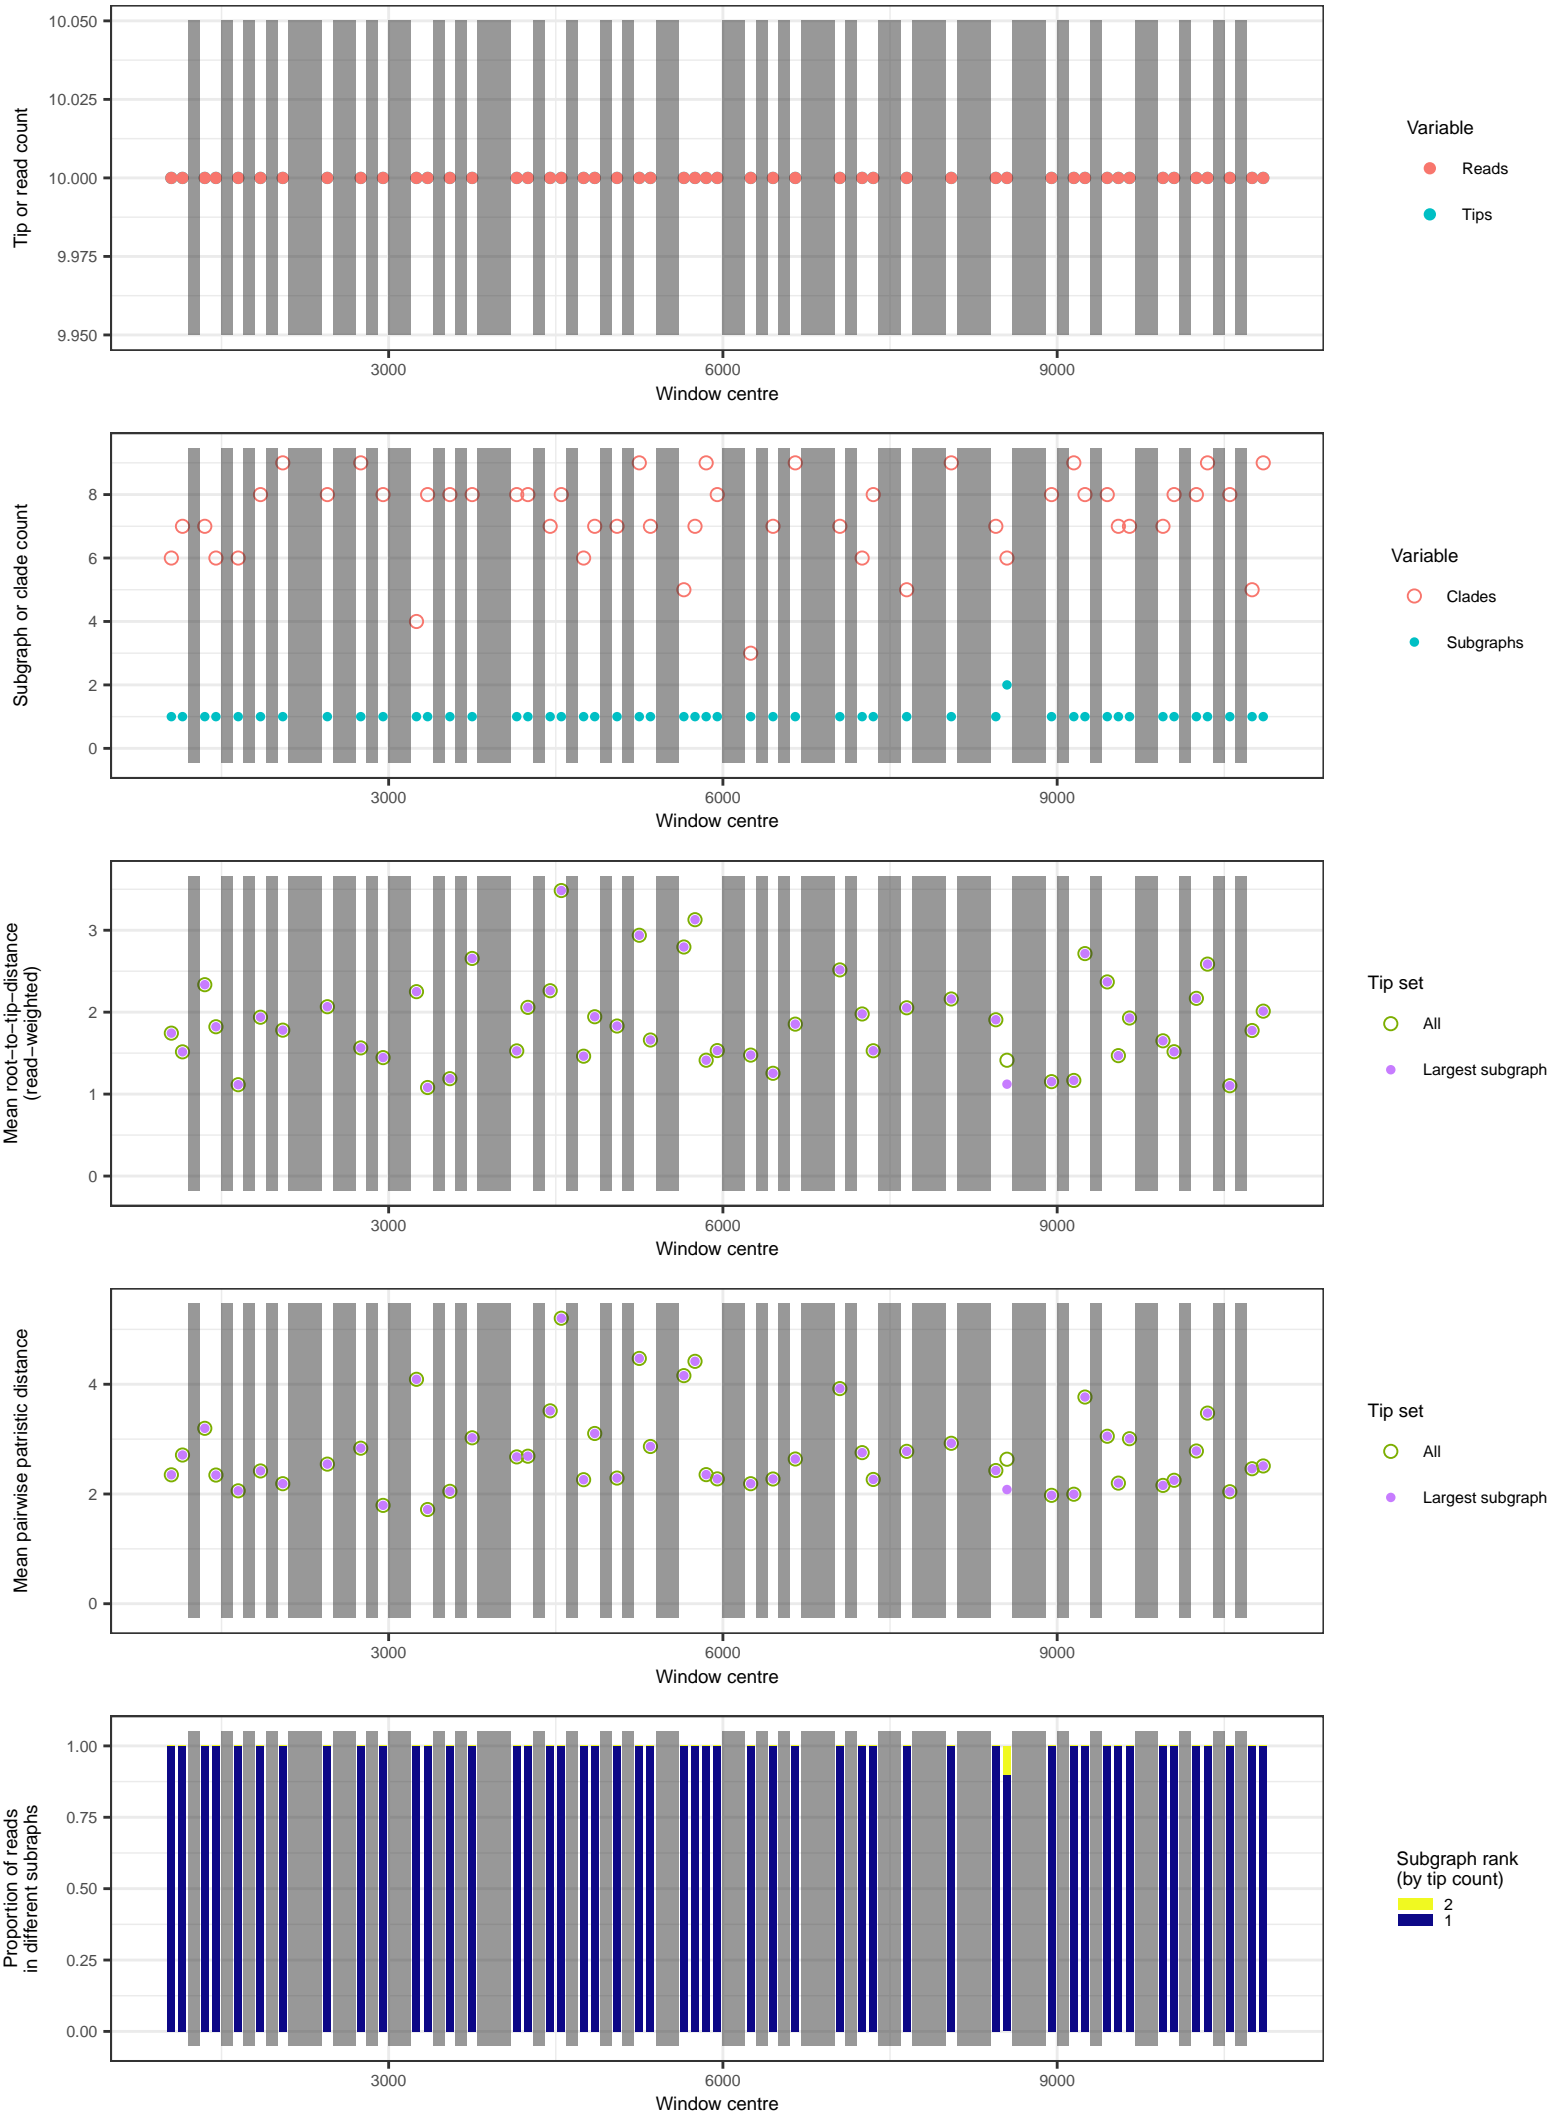 10.050
10.025
10.000
9.975
9.950
Tip or read count
3000
6000
9000
Window centre
Variable
Reads
Tips
8
6
4
2
0
Subgraph or clade count
3000
6000
9000
Window centre
Variable
Clades
Subgraphs
3
2
1
0
Mean root−to−tip−distance
(read−weighted)
3000
6000
9000
Window centre
Tip set
All
Largest subgraph
4
2
0
Mean pairwise patristic distance
3000
6000
9000
Window centre
Tip set
All
Largest subgraph
1.00
0.75
0.50
0.25
0.00
Proportion of reads
in different subraphs
3000
6000
9000
Window centre
Subgraph rank
(by tip count)
2
1